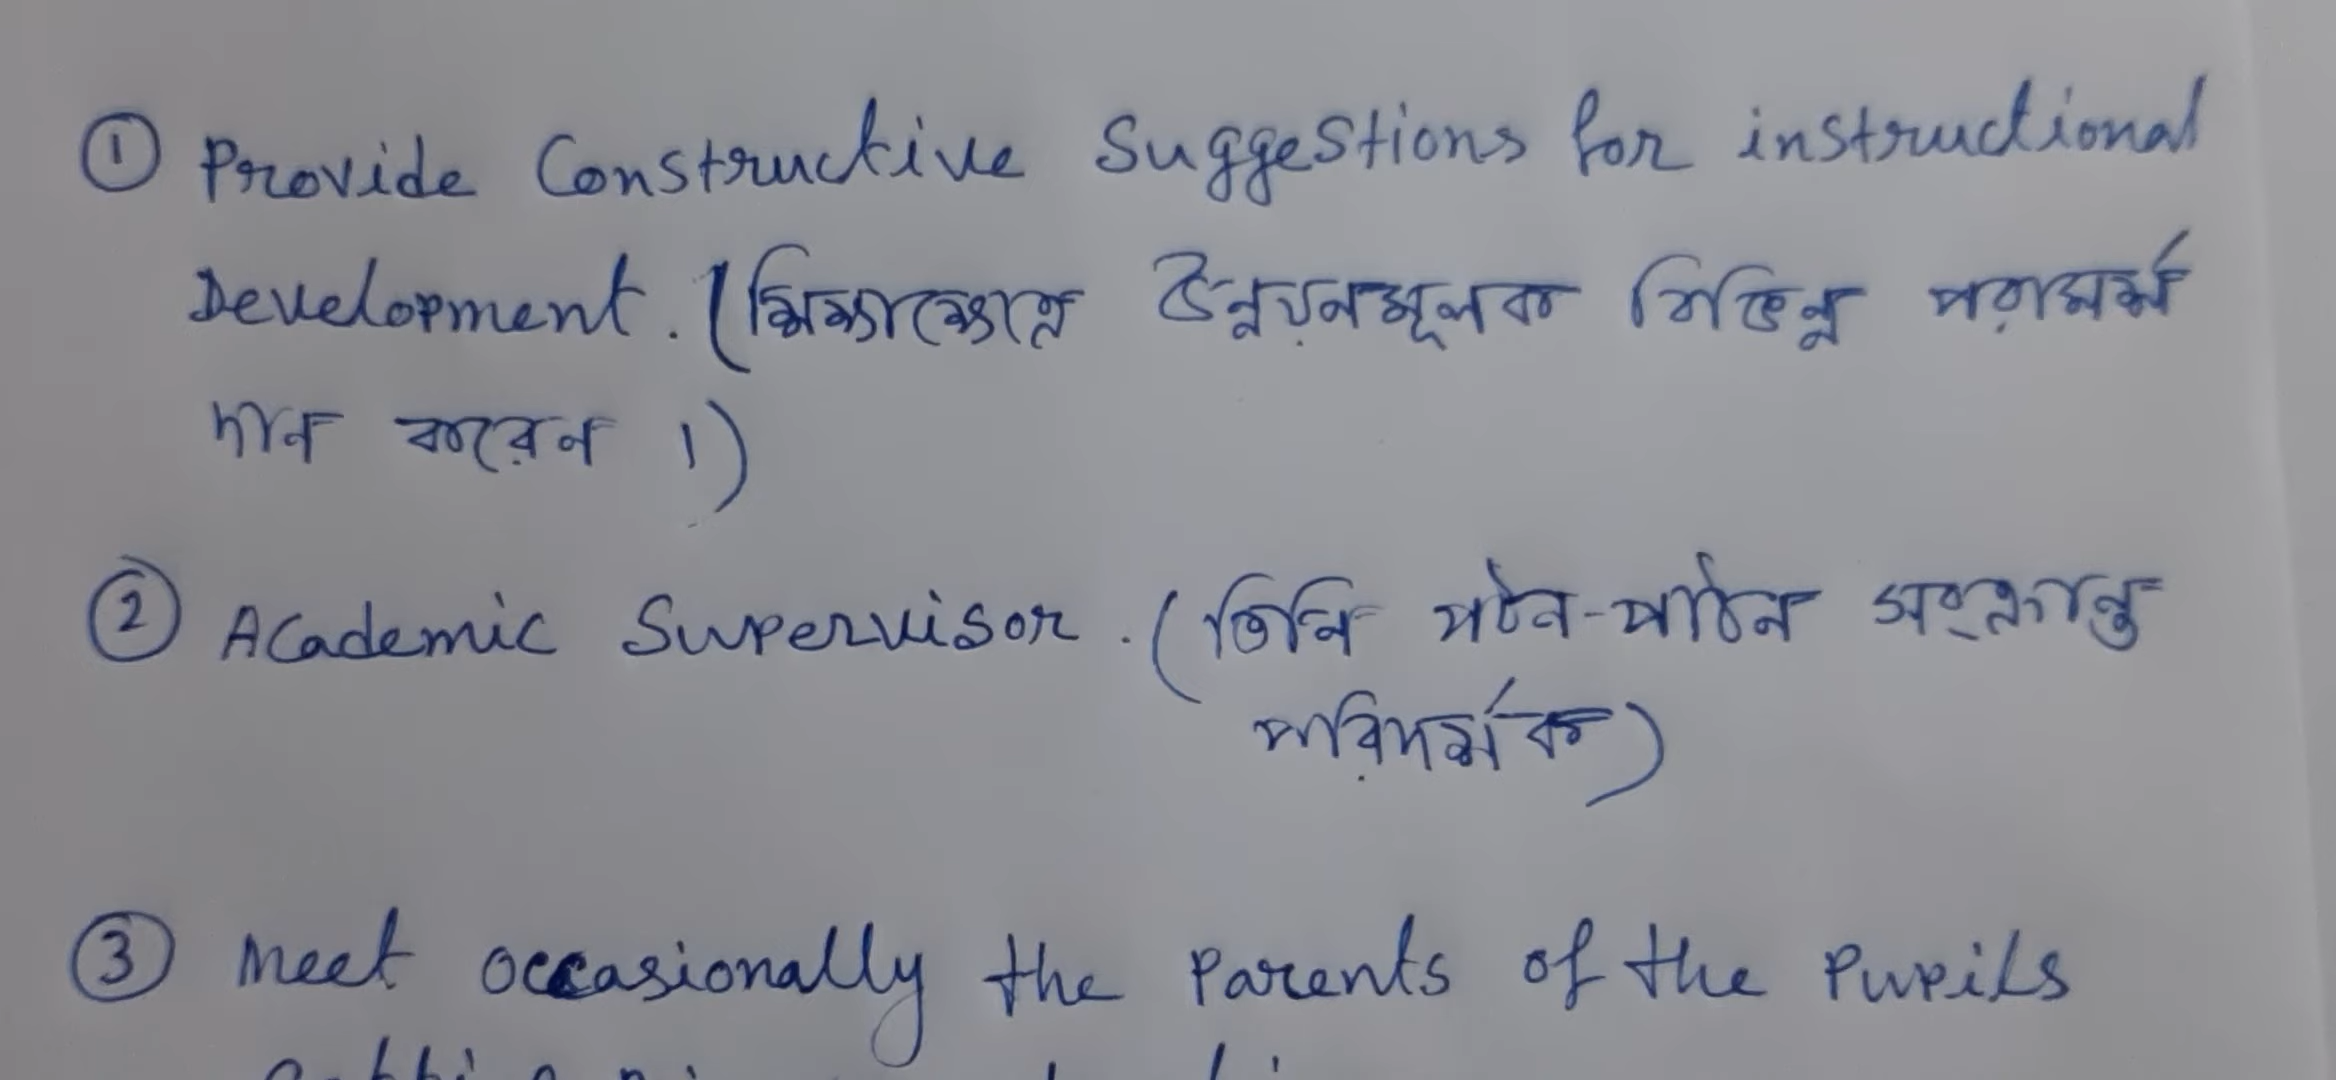 ① Provide Constructive Suggestions for instructional
Development. (শিক্ষাক্ষেত্রে উন্নয়নমূলক বিভিন্ন পরামর্শ
দান করেন ।)
② Academic Supervisor. (তিনি পঠন-পাঠন সংক্রান্ত
পরিদর্শক)
③ Meet occasionally the Parents of the Pupils